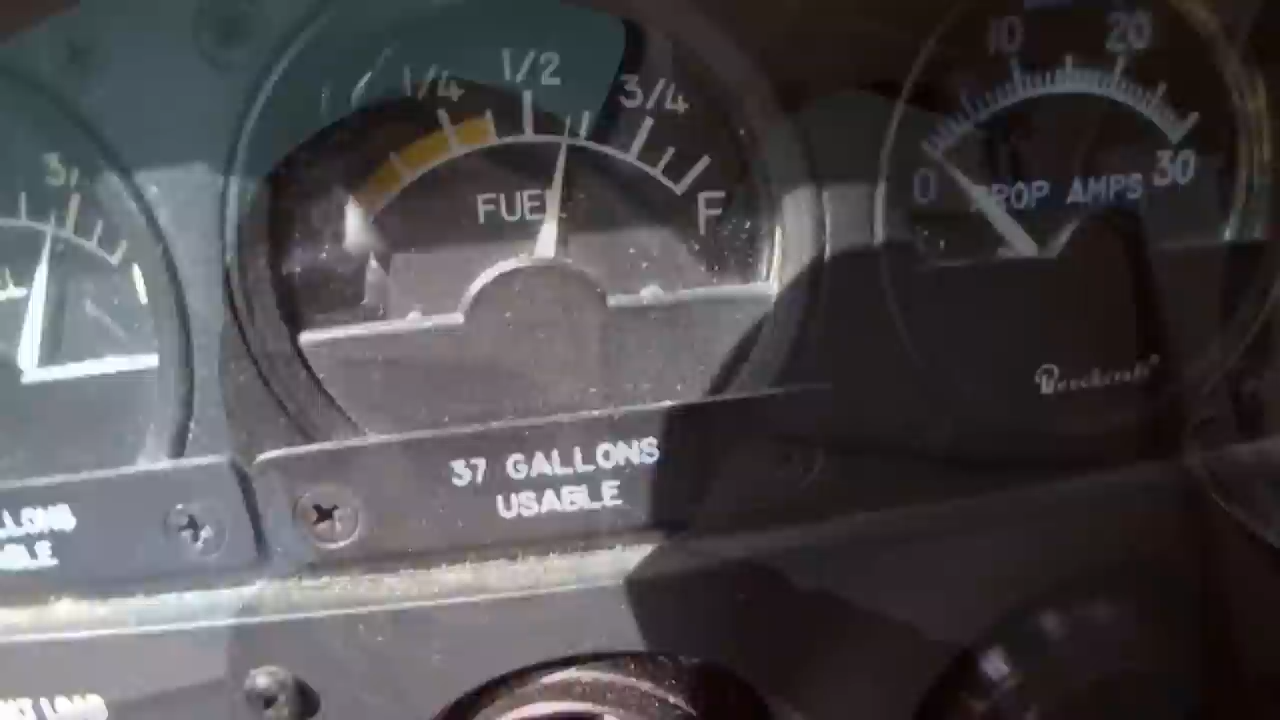 1/4
1/2
3/4
FUEL
F
10
20
0
30
PROP AMPS
Beechcraft
37 GALLONS
USABLE